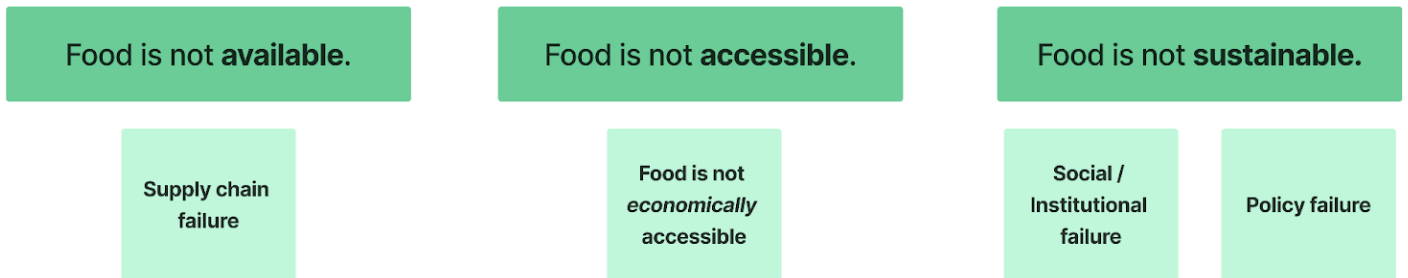 Food is not available.
Food is not accessible.
Food is not sustainable.
Supply chain
failure
Food is not
economically
accessible
Social /
Institutional
failure
Policy failure